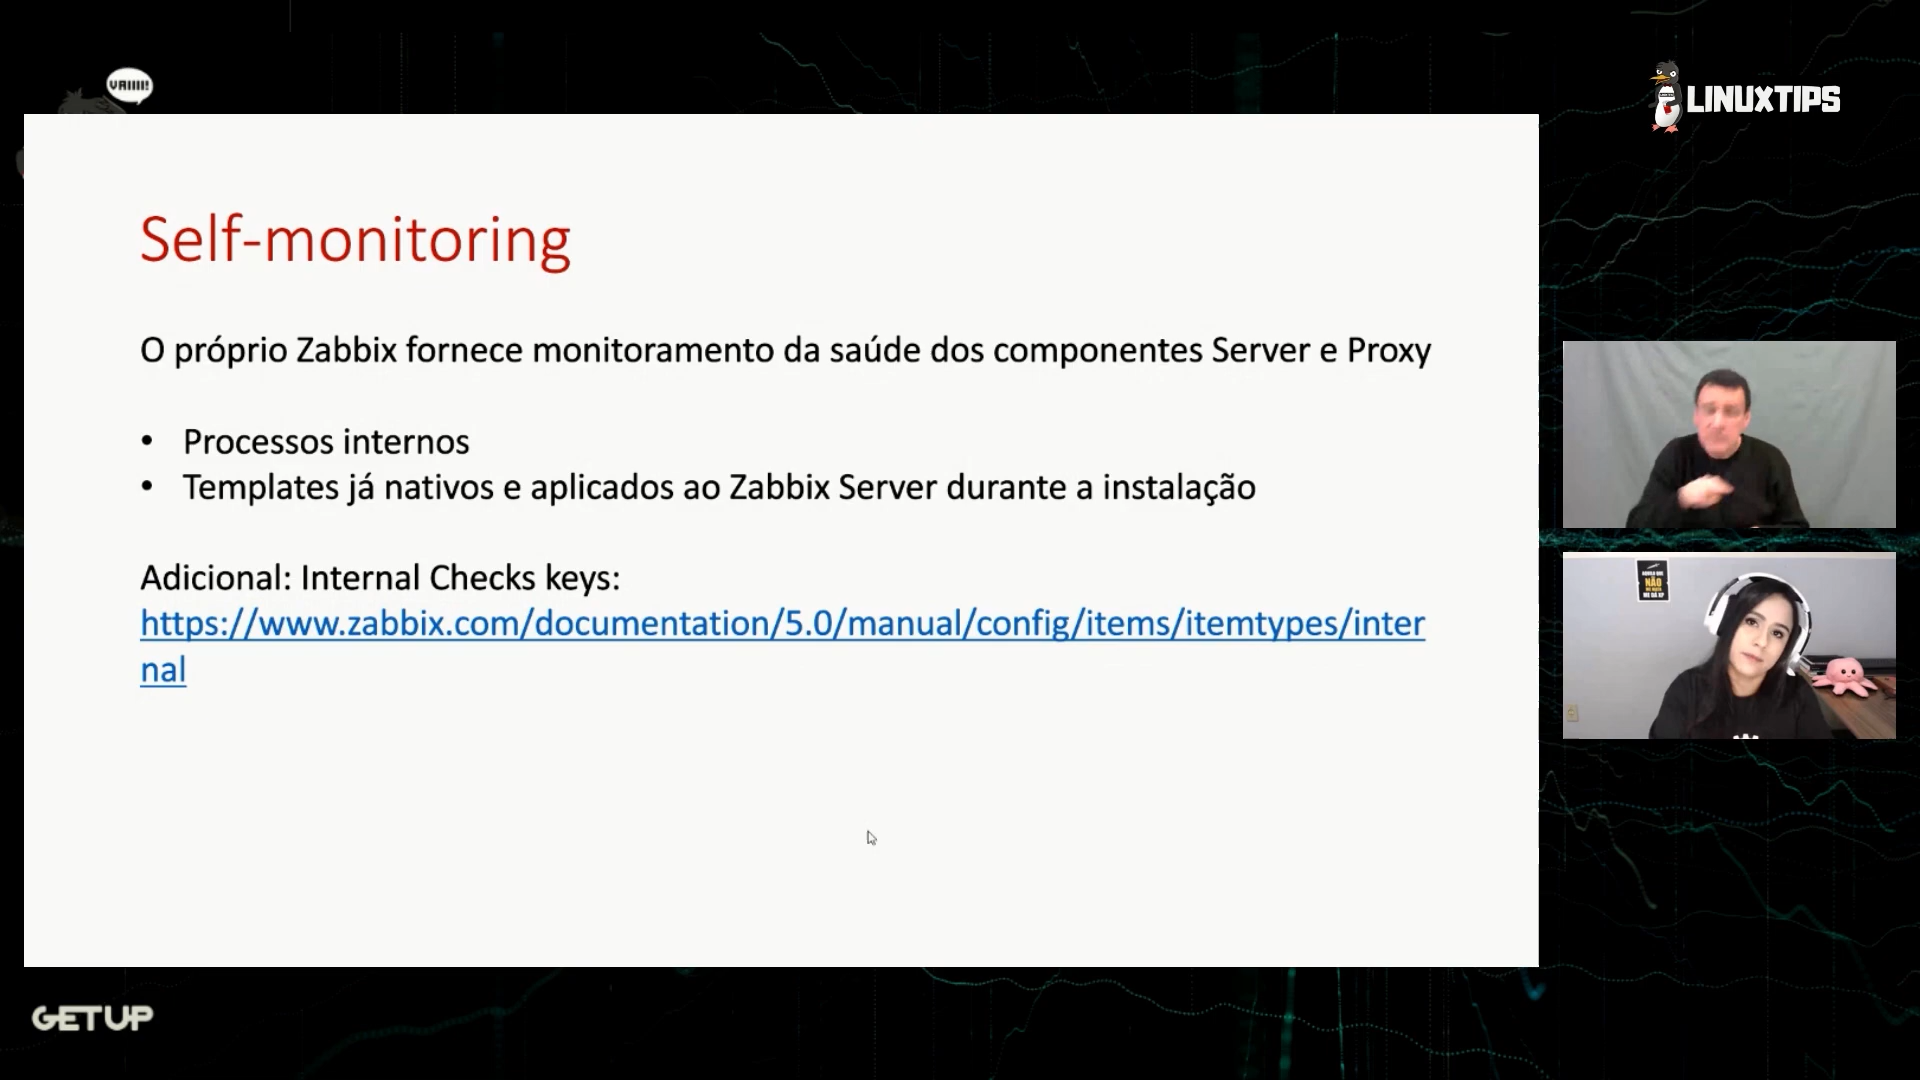 VAIIII!
LINUXTIPS
Self-monitoring
O próprio Zabbix fornece monitoramento da saúde dos componentes Server e Proxy
• Processos internos
• Templates já nativos e aplicados ao Zabbix Server durante a instalação
Adicional: Internal Checks keys:
https://www.zabbix.com/documentation/5.0/manual/config/items/itemtypes/inter
nal
NÃO
GETUP